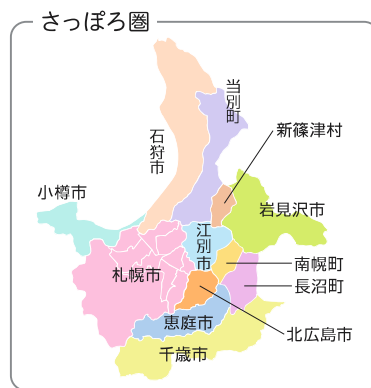 さっぽろ圏
当別町
石狩市
新篠津村
小樽市
岩見沢市
江別市
南幌町
札幌市
長沼町
恵庭市
北広島市
千歳市